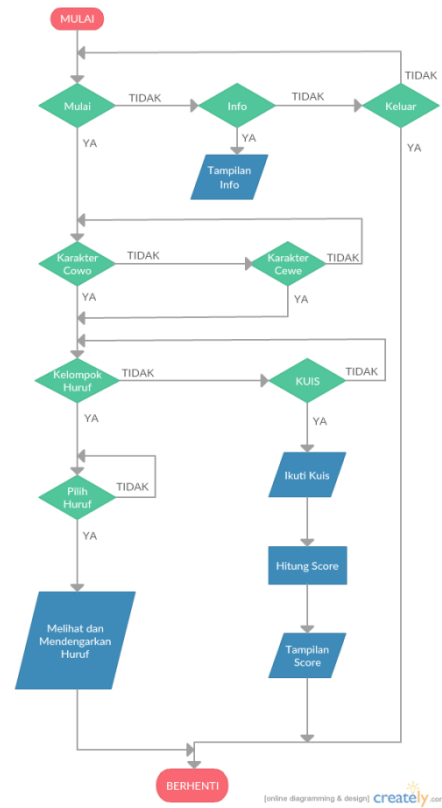 MULAI
TIDAK
Mulai
TIDAK
Info
TIDAK
Keluar
YA
YA
YA
Tampilan
Info
Karakter
Cowo
TIDAK
Karakter
Cewe
TIDAK
YA
YA
Kelompok
Huruf
TIDAK
KUIS
TIDAK
YA
YA
Pilih
Huruf
TIDAK
Ikuti Kuis
YA
Hitung Score
Melihat dan
Mendengarkan
Huruf
Tampilan
Score
BERHENTI
[online diagramming & design] creately.com